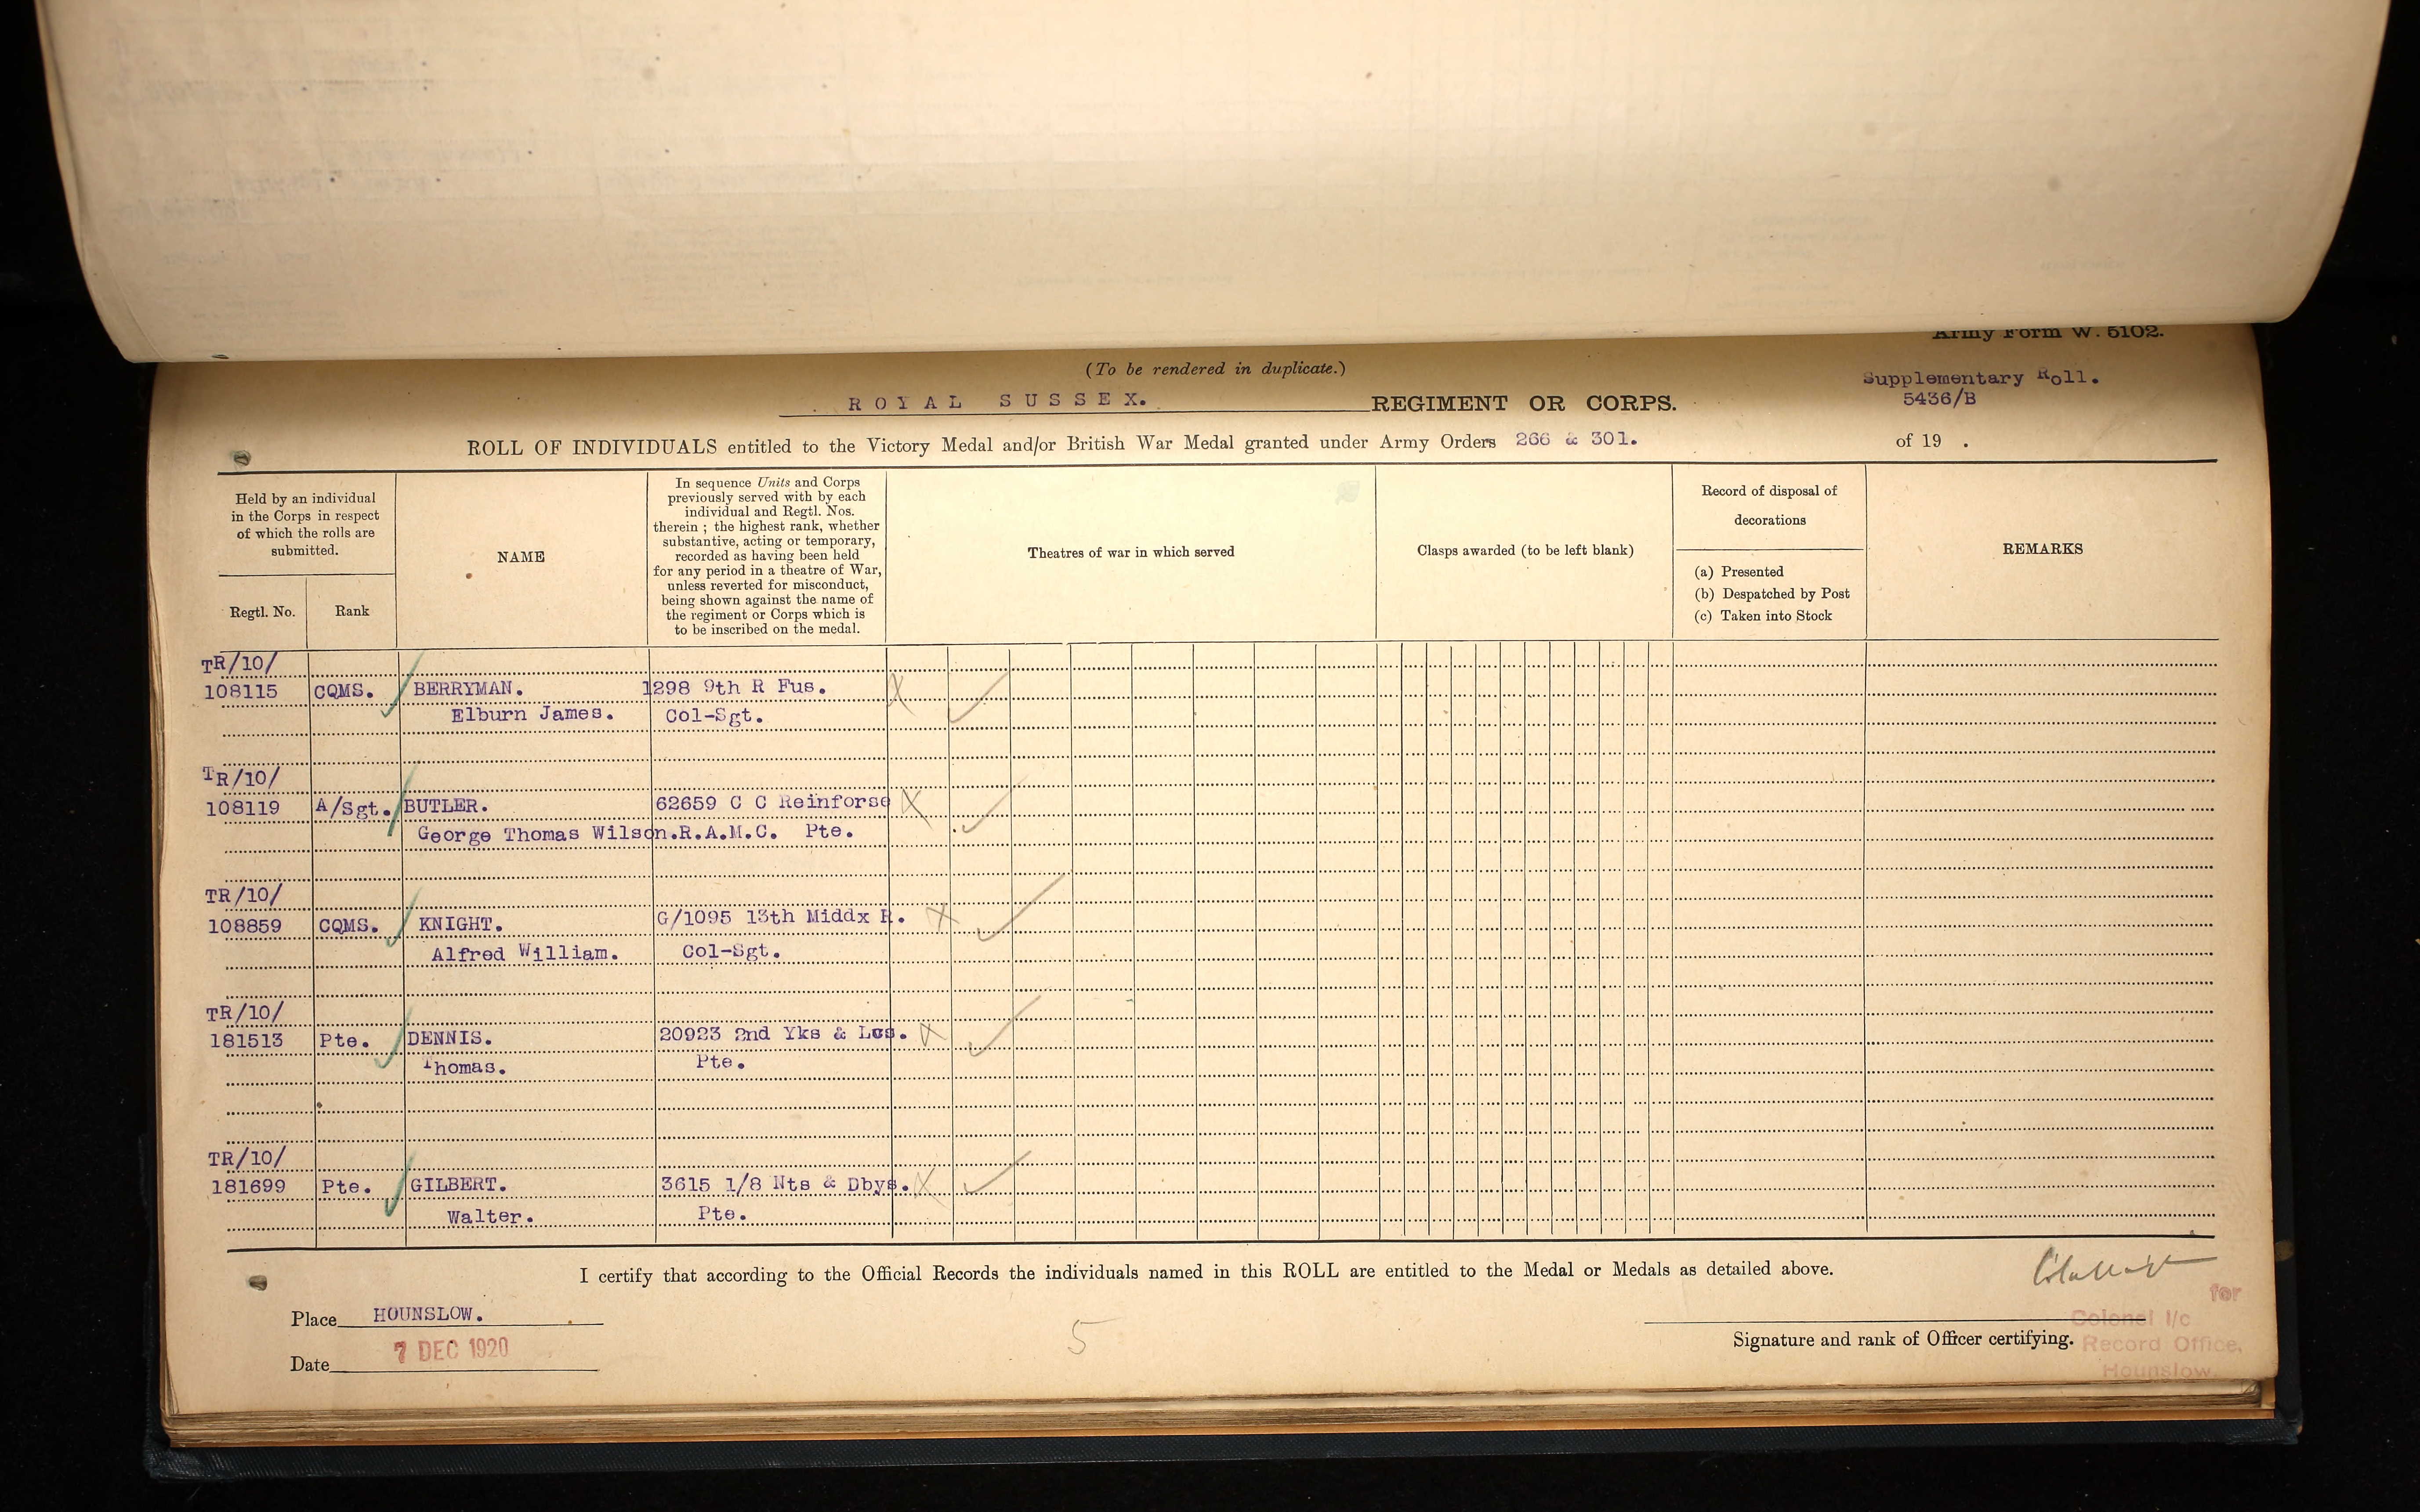 Army Form W. 5102.
(To be rendered in duplicate.)
Supplementary Roll.
5436/B
ROYAL SUSSEX. REGIMENT OR CORPS.
ROLL OF INDIVIDUALS entitled to the Victory Medal and/or British War Medal granted under Army Orders 266 & 301. of 19 .
Held by an individual
in the Corps in respect
of which the rolls are
submitted.
Regtl. No.
Rank
NAME
In sequence Units and Corps
previously served with by each
individual and Regtl. Nos.
therein ; the highest rank, whether
substantive, acting or temporary,
recorded as having been held
for any period in a theatre of War,
unless reverted for misconduct,
being shown against the name of
the regiment or Corps which is
to be inscribed on the medal.
Theatres of war in which served
Clasps awarded (to be left blank)
Record of disposal of
decorations
(a) Presented
(b) Despatched by Post
(c) Taken into Stock
REMARKS
TR/10/
108115 CQMS. BERRYMAN. 1298 9th R Fus. X
Elburn James. Col-Sgt.
TR/10/
108119 A/Sgt. BUTLER. 62659 C C Reinforse X
George Thomas Wilson. R.A.M.C. Pte.
TR/10/
108859 CQMS. KNIGHT. G/1095 13th Middx R. X
Alfred William. Col-Sgt.
TR/10/
181513 Pte. DENNIS. 20923 2nd Yks & Lcs. X
Thomas. Pte.
TR/10/
181699 Pte. GILBERT. 3615 1/8 Nts & Dbys. X
Walter. Pte.
I certify that according to the Official Records the individuals named in this ROLL are entitled to the Medal or Medals as detailed above.
Place HOUNSLOW.
Date 7 DEC 1920
5
for
Colonel I/c
Signature and rank of Officer certifying. Record Office,
Hounslow.